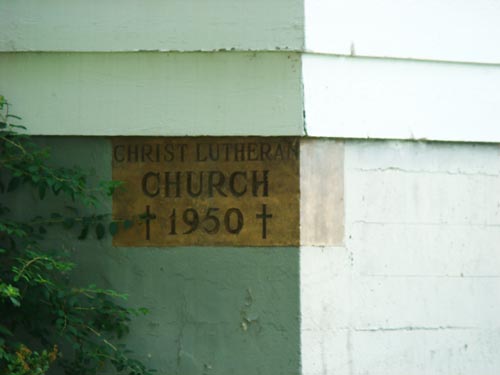 CHRIST LUTHERAN
CHURCH
† 1950 †